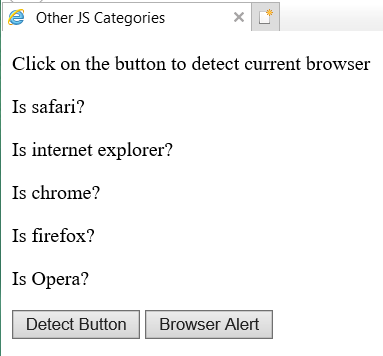 Other JS Categories
Click on the button to detect current browser
Is safari?
Is internet explorer?
Is chrome?
Is firefox?
Is Opera?
Detect Button Browser Alert